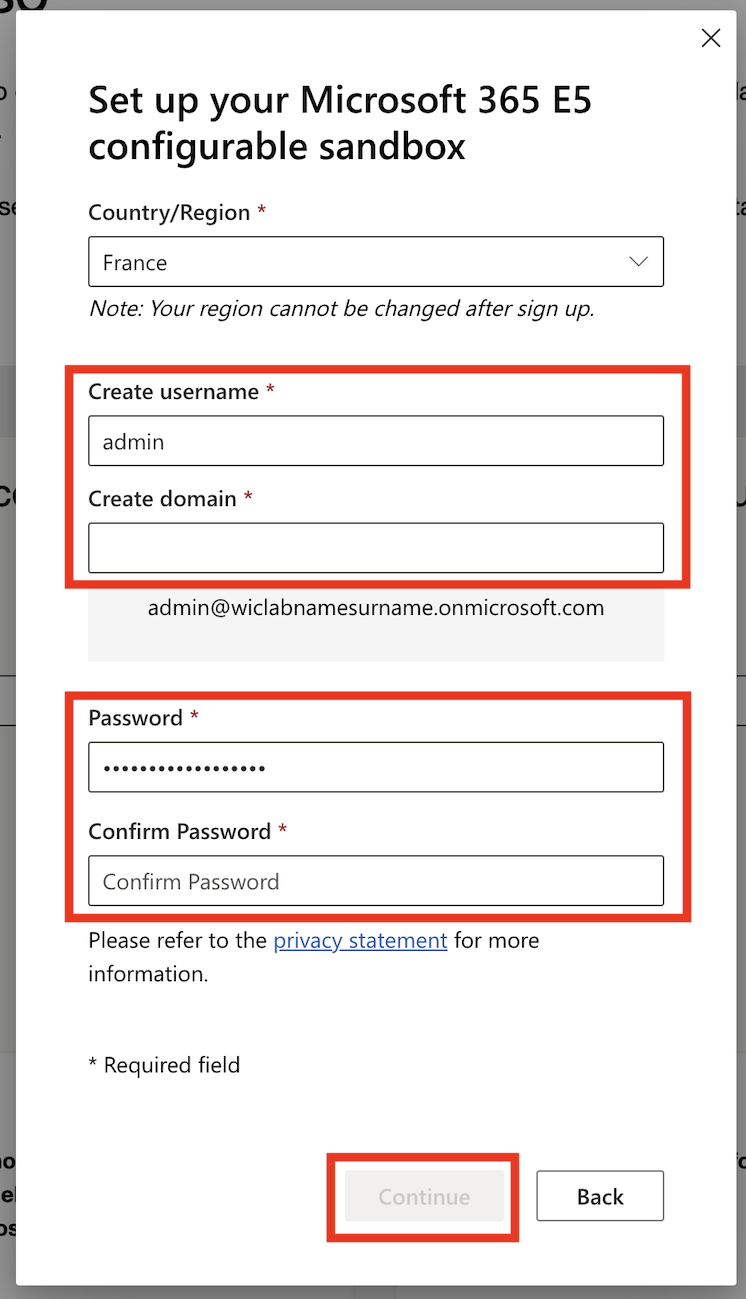 Set up your Microsoft 365 E5
configurable sandbox
Country/Region *
France
Note: Your region cannot be changed after sign up.
Create username *
admin
Create domain *
admin@wiclabnamesurname.onmicrosoft.com
Password *
••••••••••••••••••
Confirm Password *
Confirm Password
Please refer to the privacy statement for more
information.
* Required field
Continue
Back